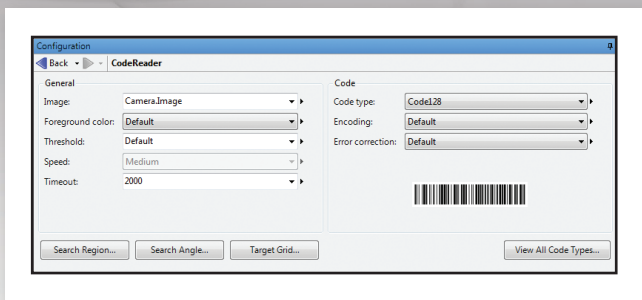 Configuration
Back CodeReader
General
Image: Camera.Image
Foreground color: Default
Threshold: Default
Speed: Medium
Timeout: 2000
Code
Code type: Code128
Encoding: Default
Error correction: Default
Search Region... Search Angle... Target Grid... View All Code Types...